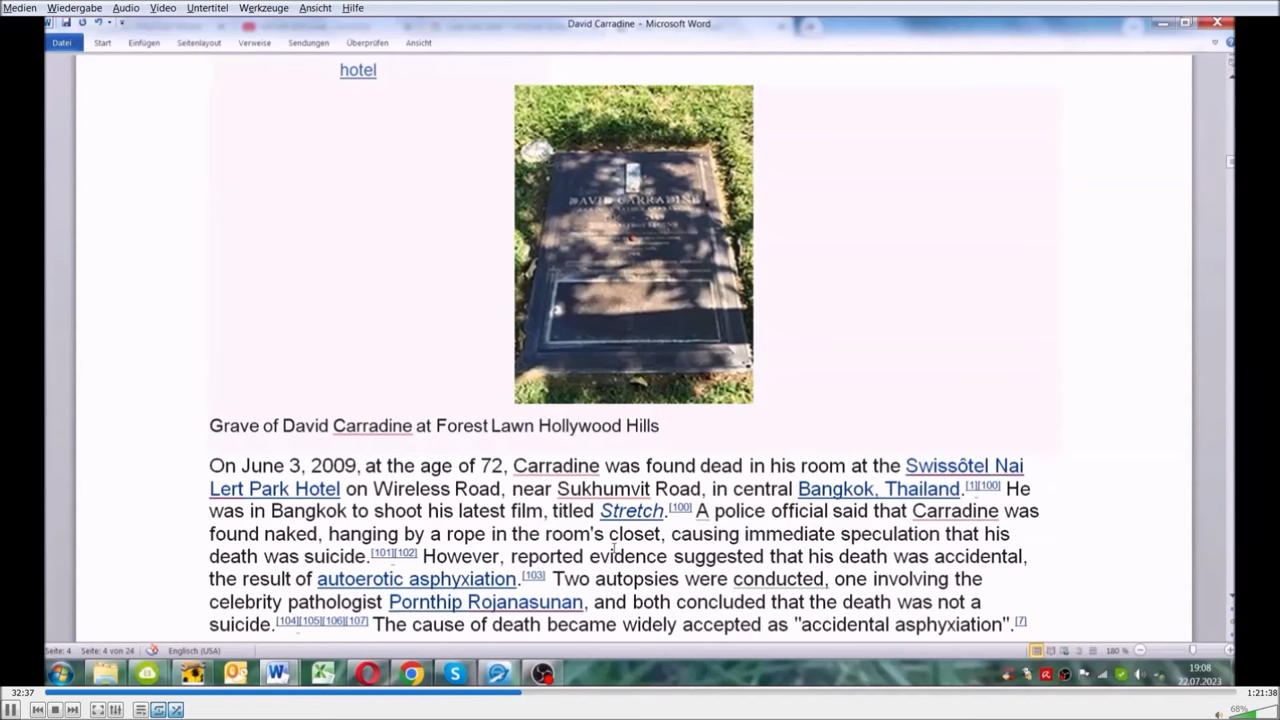 Medien Wiedergabe Audio Video Untertitel Werkzeuge Ansicht Hilfe
David Carradine - Microsoft Word
Datei Start Einfügen Seitenlayout Verweise Sendungen Überprüfen Ansicht
hotel
DAVID CARRADINE
Grave of David Carradine at Forest Lawn Hollywood Hills
On June 3, 2009, at the age of 72, Carradine was found dead in his room at the Swissôtel Nai
Lert Park Hotel on Wireless Road, near Sukhumvit Road, in central Bangkok, Thailand.[1][100] He
was in Bangkok to shoot his latest film, titled Stretch.[100] A police official said that Carradine was
found naked, hanging by a rope in the room's closet, causing immediate speculation that his
death was suicide.[101][102] However, reported evidence suggested that his death was accidental,
the result of autoerotic asphyxiation.[103] Two autopsies were conducted, one involving the
celebrity pathologist Pornthip Rojanasunan, and both concluded that the death was not a
suicide.[104][105][106][107] The cause of death became widely accepted as "accidental asphyxiation".[7]
Seite: 4 Seite: 4 von 24 Englisch (USA) 180 %
19:08
22.07.2023
32:37 1:21:38
68%